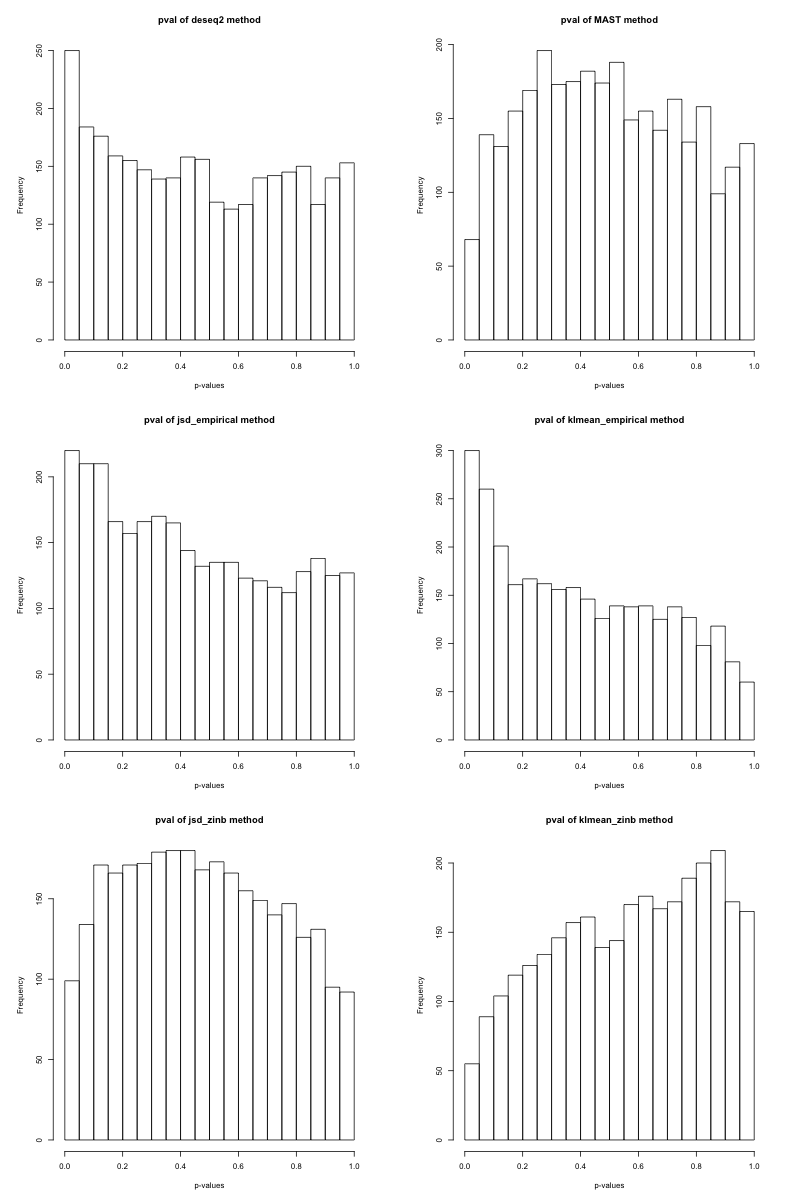 pval of deseq2 method
Frequency
250
200
150
100
50
0
0.0 0.2 0.4 0.6 0.8 1.0
p-values
pval of MAST method
Frequency
200
150
100
50
0
0.0 0.2 0.4 0.6 0.8 1.0
p-values
pval of jsd_empirical method
Frequency
200
150
100
50
0
0.0 0.2 0.4 0.6 0.8 1.0
p-values
pval of klmean_empirical method
Frequency
300
250
200
150
100
50
0
0.0 0.2 0.4 0.6 0.8 1.0
p-values
pval of jsd_zinb method
Frequency
150
100
50
0
0.0 0.2 0.4 0.6 0.8 1.0
p-values
pval of klmean_zinb method
Frequency
200
150
100
50
0
0.0 0.2 0.4 0.6 0.8 1.0
p-values